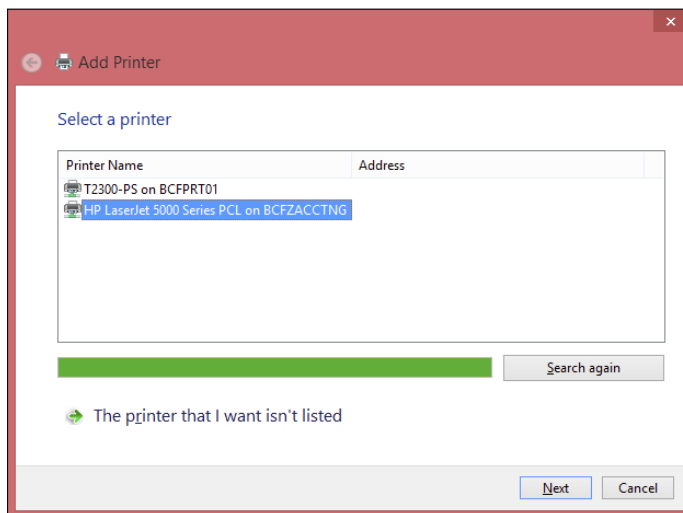 Add Printer
Select a printer
Printer Name Address
T2300-PS on BCFPRT01
HP LaserJet 5000 Series PCL on BCFZACCTNG
Search again
The printer that I want isn't listed
Next Cancel